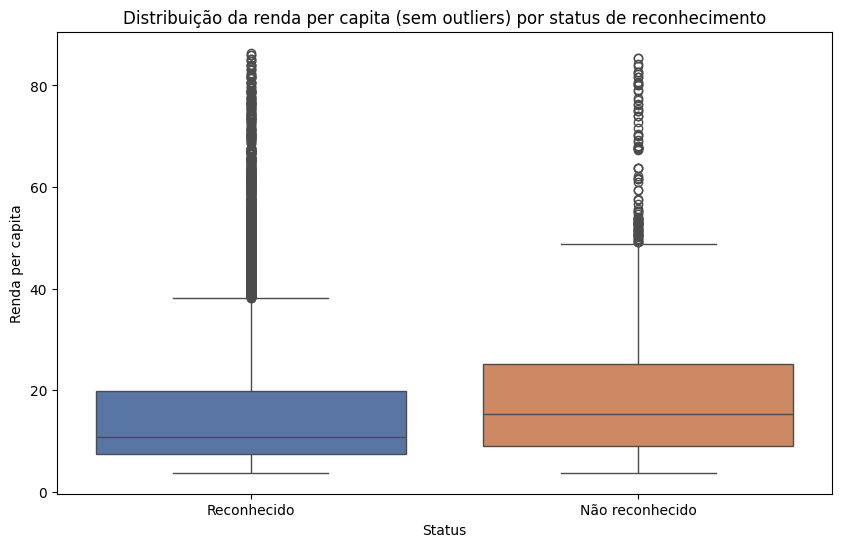 Distribuição da renda per capita (sem outliers) por status de reconhecimento
Renda per capita
80
60
40
20
0
Reconhecido
Não reconhecido
Status